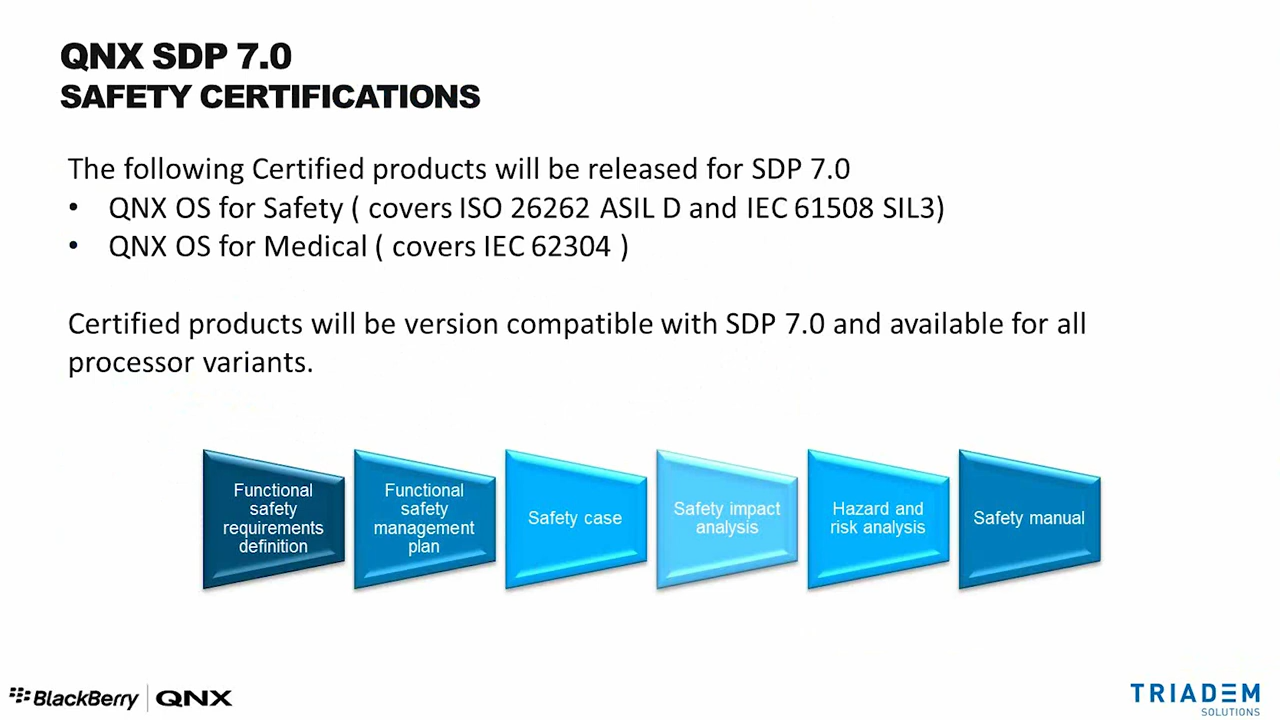 QNX SDP 7.0
SAFETY CERTIFICATIONS
The following Certified products will be released for SDP 7.0
• QNX OS for Safety ( covers ISO 26262 ASIL D and IEC 61508 SIL3)
• QNX OS for Medical ( covers IEC 62304 )
Certified products will be version compatible with SDP 7.0 and available for all
processor variants.
Functional
safety
requirements
definition
Functional
safety
management
plan
Safety case
Safety impact
analysis
Hazard and
risk analysis
Safety manual
BlackBerry | QNX
TRIADEM
SOLUTIONS